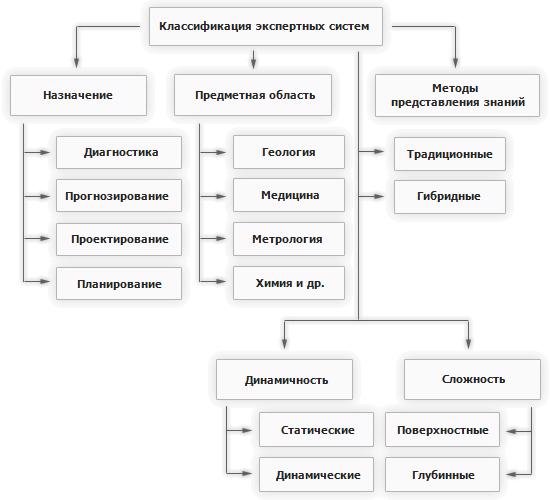 Классификация экспертных систем
Назначение
Предметная область
Методы
представления знаний
Диагностика
Прогнозирование
Проектирование
Планирование
Геология
Медицина
Метрология
Химия и др.
Традиционные
Гибридные
Динамичность
Сложность
Статические
Динамические
Поверхностные
Глубинные